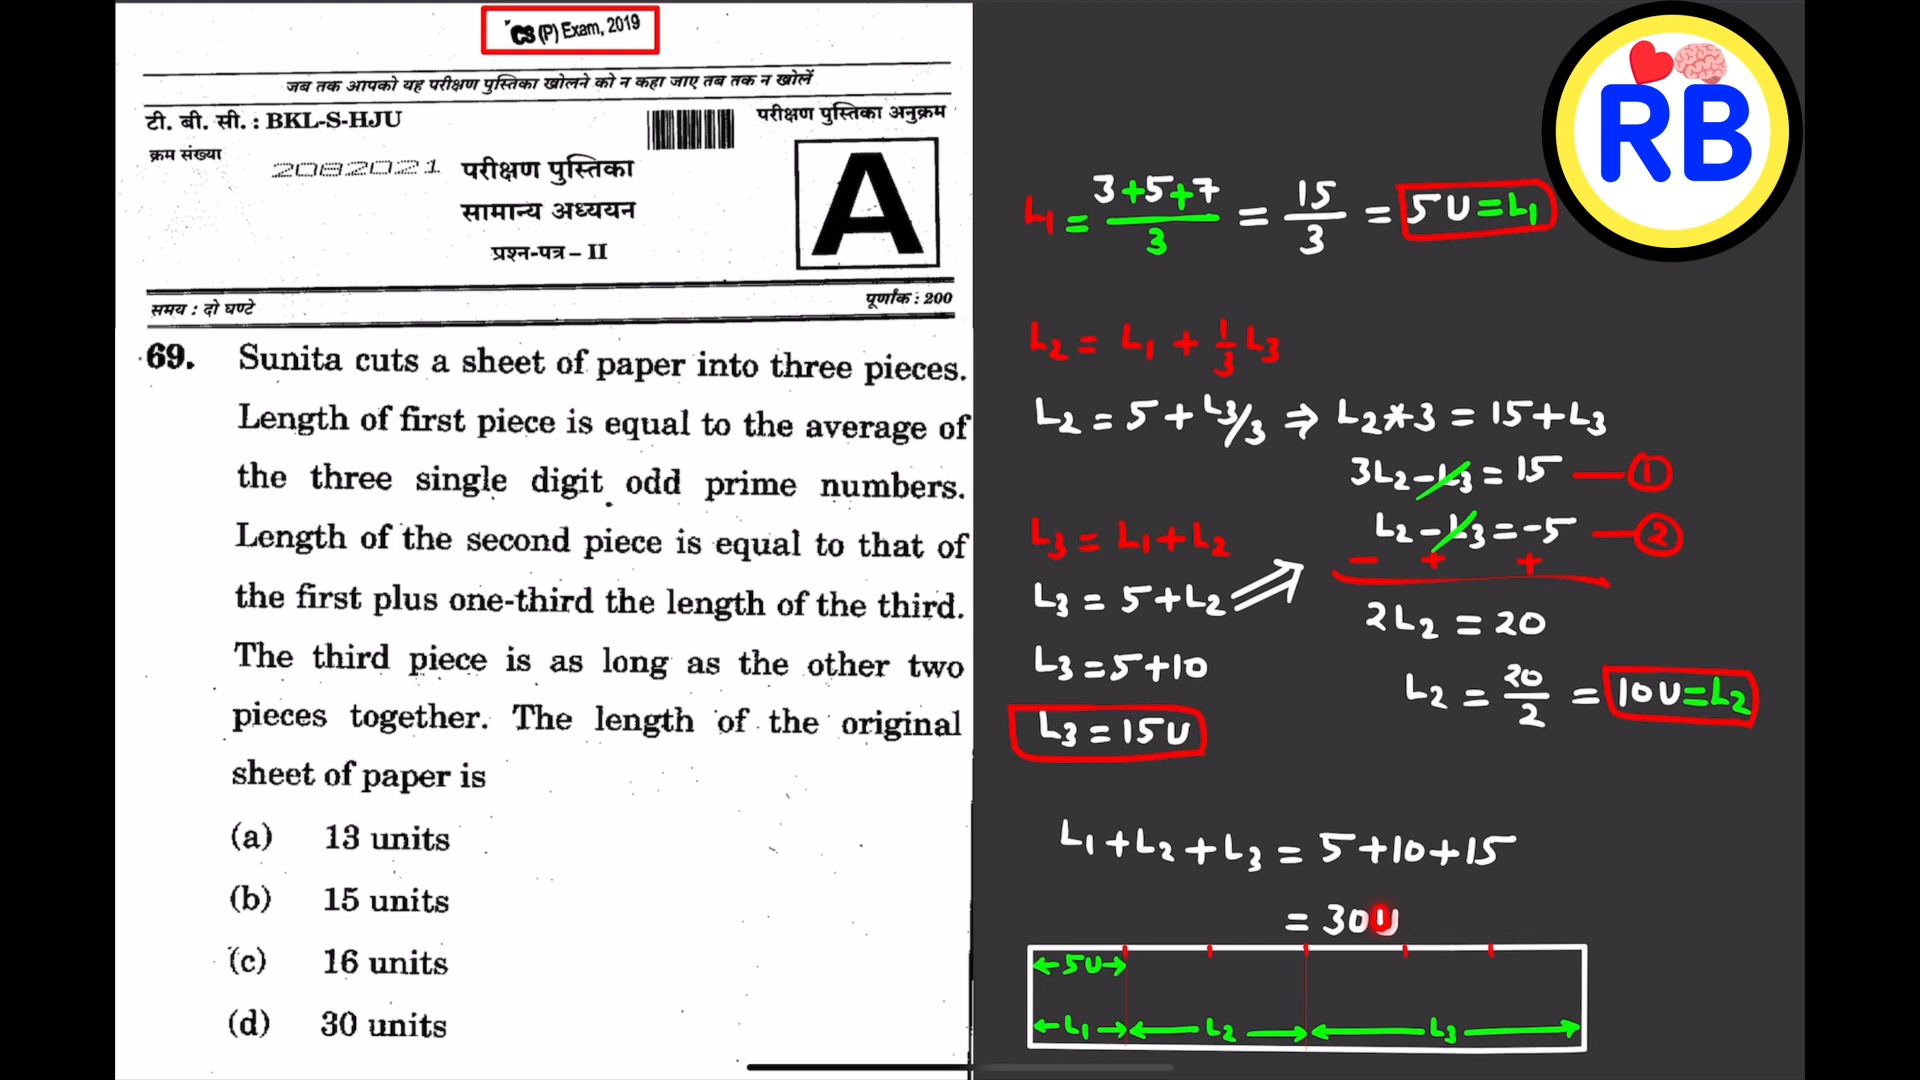 CS (P) Exam, 2019
जब तक आपको यह परीक्षण पुस्तिका खोलने को न कहा जाए तब तक न खोलें
टी. बी. सी. : BKL-S-HJU
परीक्षण पुस्तिका अनुक्रम
क्रम संख्या
2082021
परीक्षण पुस्तिका
सामान्य अध्ययन
प्रश्न-पत्र – II
A
समय : दो घण्टे
पूर्णांक : 200
69. Sunita cuts a sheet of paper into three pieces.
Length of first piece is equal to the average of
the three single digit odd prime numbers.
Length of the second piece is equal to that of
the first plus one-third the length of the third.
The third piece is as long as the other two
pieces together. The length of the original
sheet of paper is
(a) 13 units
(b) 15 units
(c) 16 units
(d) 30 units
RB
L₁ = (3+5+7)/3 = 15/3 = 5U = L₁
L₂ = L₁ + 1/3 L₃
L₂ = 5 + L₃/3 ⇒ L₂*3 = 15 + L₃
3L₂ - L₃ = 15 — 1
L₂ - L₃ = -5 — 2
- + +
L₃ = L₁ + L₂
L₃ = 5 + L₂
2L₂ = 20
L₃ = 5 + 10
L₂ = 20/2 = 10U = L₂
L₃ = 15U
L₁ + L₂ + L₃ = 5 + 10 + 15
= 30U
←5U→
←L₁→←L₂→←L₃→